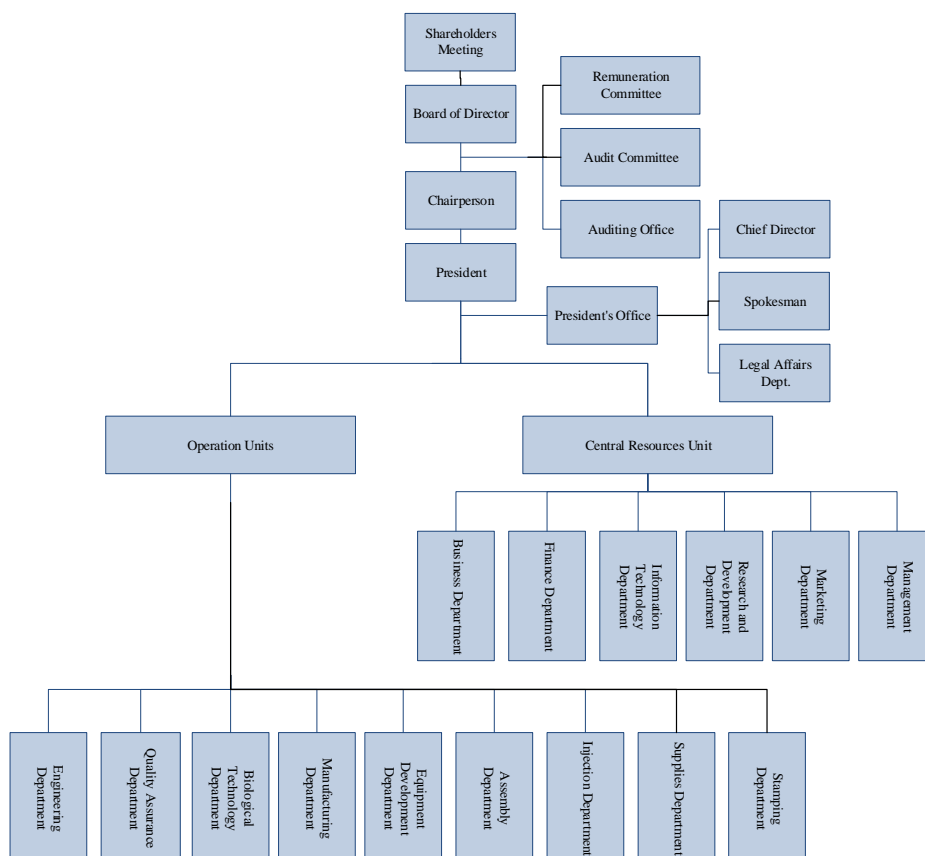 Shareholders
Meeting
Board of Director
Remuneration
Committee
Audit Committee
Chairperson
Auditing Office
Chief Director
President
President's Office
Spokesman
Legal Affairs
Dept.
Operation Units
Central Resources Unit
Business Department
Finance Department
Information
Technology
Department
Research and
Development
Department
Marketing
Department
Management
Department
Engineering
Department
Quality Assurance
Department
Biological
Technology
Department
Manufacturing
Department
Equipment
Development
Department
Assembly
Department
Injection Department
Supplies Department
Stamping
Department